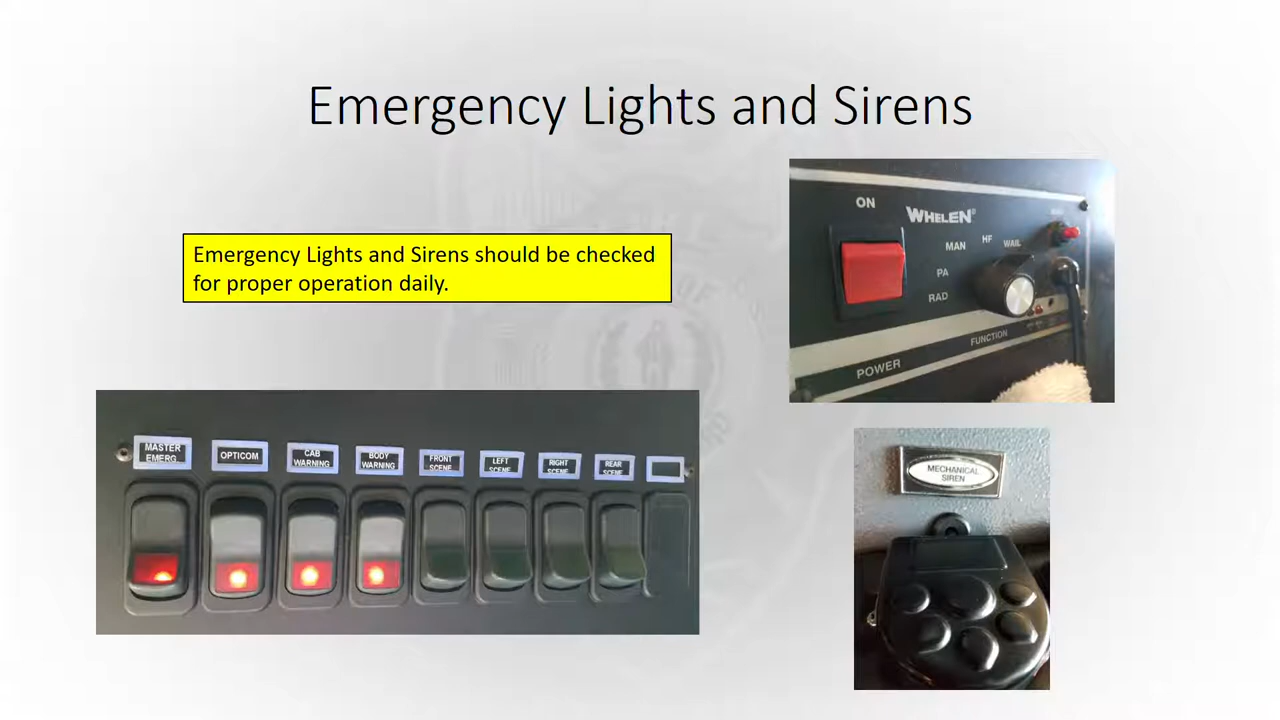 Emergency Lights and Sirens
Emergency Lights and Sirens should be checked
for proper operation daily.
ON
WHELEN
MAN
HF
WAIL
PA
RAD
FUNCTION
POWER
MASTER
EMERG
OPTICOM
CAB
WARNING
BODY
WARNING
FRONT
SCENE
LEFT
SCENE
RIGHT
SCENE
REAR
SCENE
MECHANICAL
SIREN